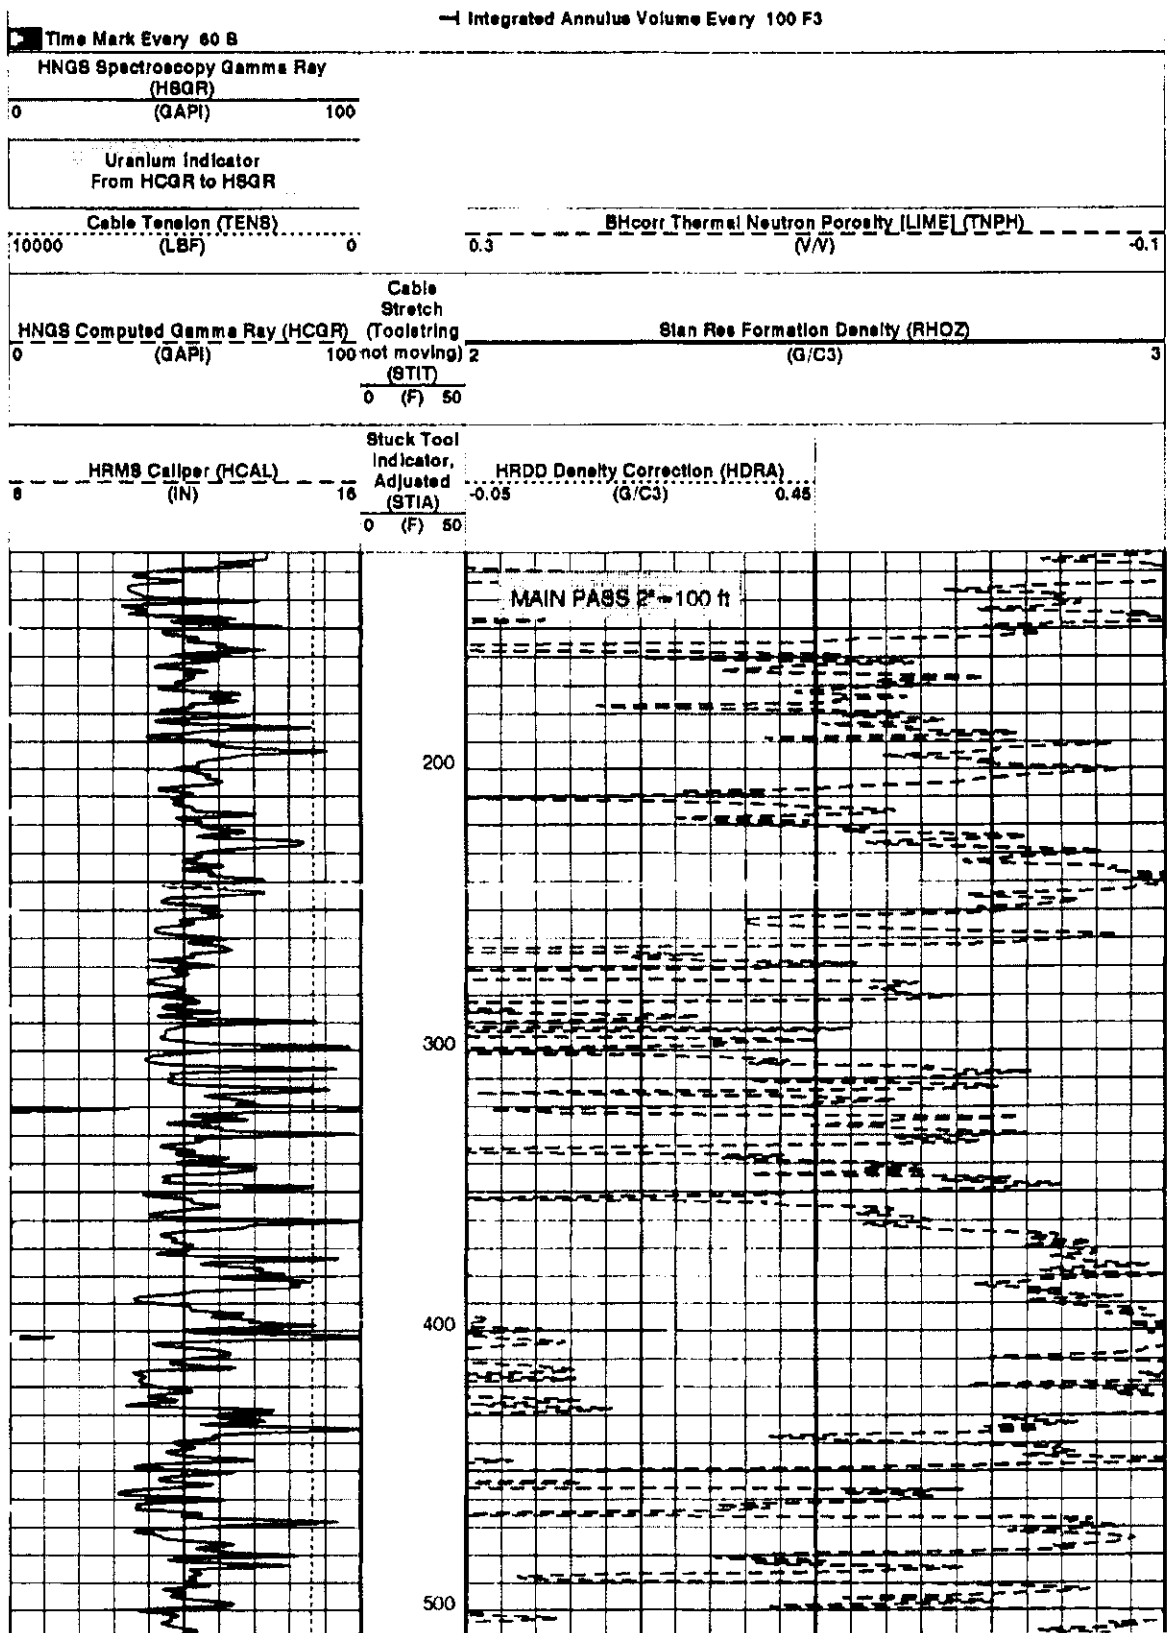 Integrated Annulus Volume Every 100 F3
Time Mark Every 60 S
HNGS Spectroscopy Gamma Ray
(HSGR)
0 (GAPI) 100
Uranium Indicator
From HCGR to HSGR
Cable Tension (TENS)
10000 (LBF) 0
BHcorr Thermal Neutron Porosity [LIME] (TNPH)
0.3 (V/V) -0.1
HNGS Computed Gamma Ray (HCGR)
0 (GAPI) 100
Cable
Stretch
(Toolstring
not moving)
(STIT)
0 (F) 50
Stan Res Formation Density (RHOZ)
2 (G/C3) 3
HRMS Caliper (HCAL)
6 (IN) 16
Stuck Tool
Indicator,
Adjusted
(STIA)
0 (F) 50
HRDD Density Correction (HDRA)
-0.05 (G/C3) 0.45
MAIN PASS 2"=100 ft
200
300
400
500